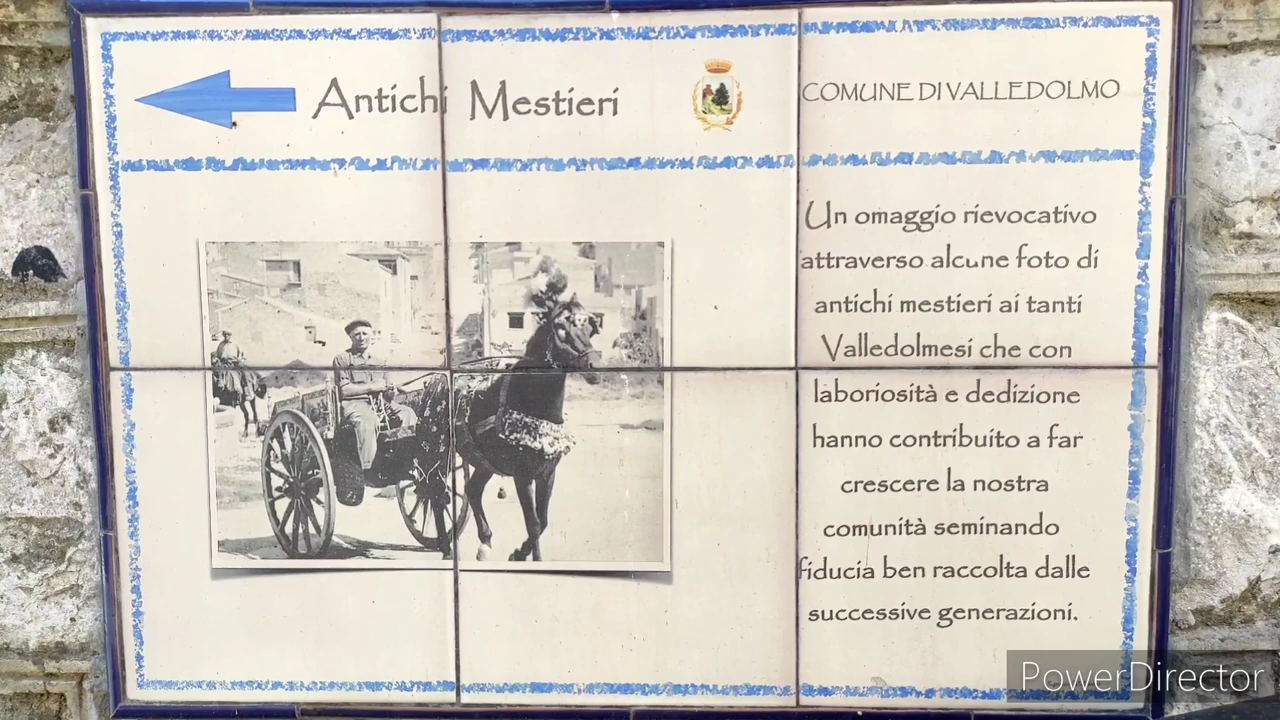 Antichi Mestieri
COMUNE DI VALLEDOLMO
Un omaggio rievocativo
attraverso alcune foto di
antichi mestieri ai tanti
Valledolmesi che con
laboriosità e dedizione
hanno contribuito a far
crescere la nostra
comunità seminando
fiducia ben raccolta dalle
successive generazioni.
PowerDirector